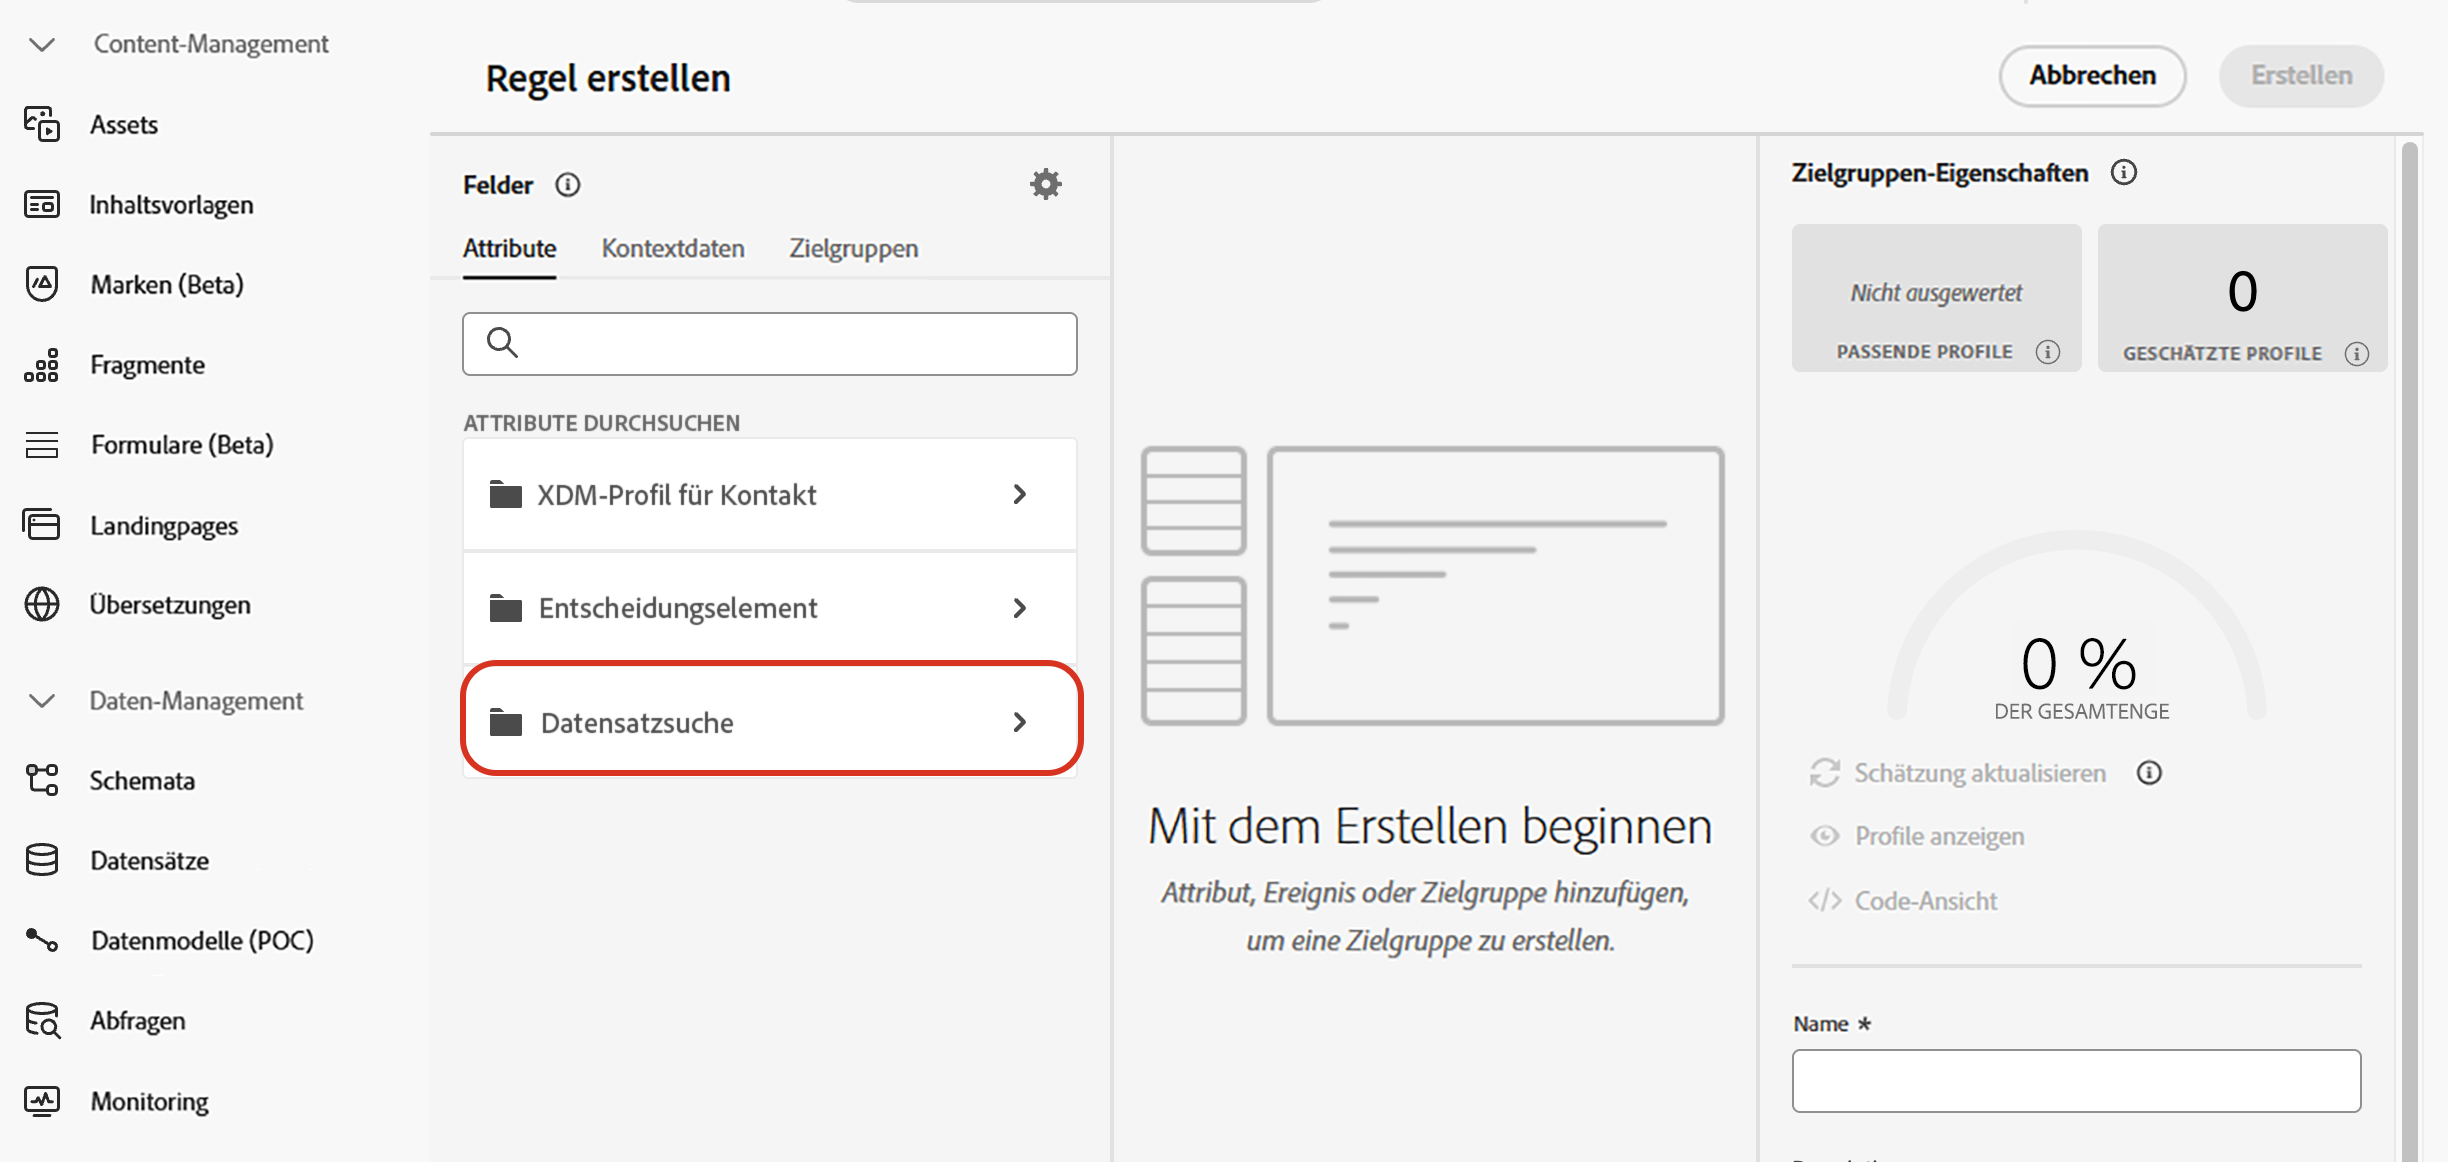 Content-Management
Assets
Inhaltsvorlagen
Marken (Beta)
Fragmente
Formulare (Beta)
Landingpages
Übersetzungen
Daten-Management
Schemata
Datensätze
Datenmodelle (POC)
Abfragen
Monitoring
Regel erstellen
Abbrechen
Erstellen
Felder
Attribute
Kontextdaten
Zielgruppen
ATTRIBUTE DURCHSUCHEN
XDM-Profil für Kontakt
Entscheidungselement
Datensatzsuche
Mit dem Erstellen beginnen
Attribut, Ereignis oder Zielgruppe hinzufügen,
um eine Zielgruppe zu erstellen.
Zielgruppen-Eigenschaften
Nicht ausgewertet
PASSENDE PROFILE
0
GESCHÄTZTE PROFILE
0 %
DER GESAMTENGE
Schätzung aktualisieren
Profile anzeigen
Code-Ansicht
Name *